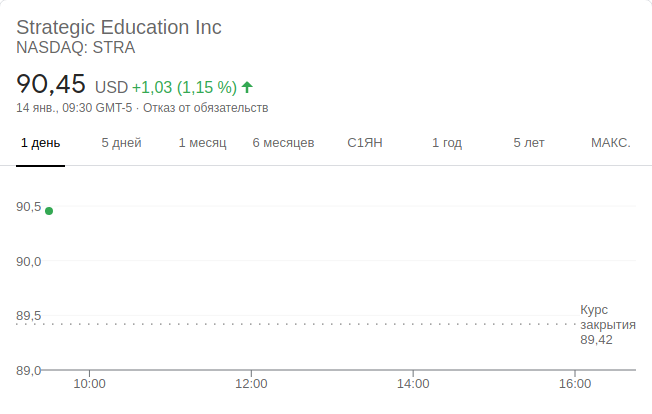 Strategic Education Inc
NASDAQ: STRA
90,45 USD +1,03 (1,15 %)
14 янв., 09:30 GMT-5 · Отказ от обязательств
1 день 5 дней 1 месяц 6 месяцев С1ЯН 1 год 5 лет МАКС.
90,5
90,0
89,5
Курс
закрытия
89,42
89,0
10:00 12:00 14:00 16:00